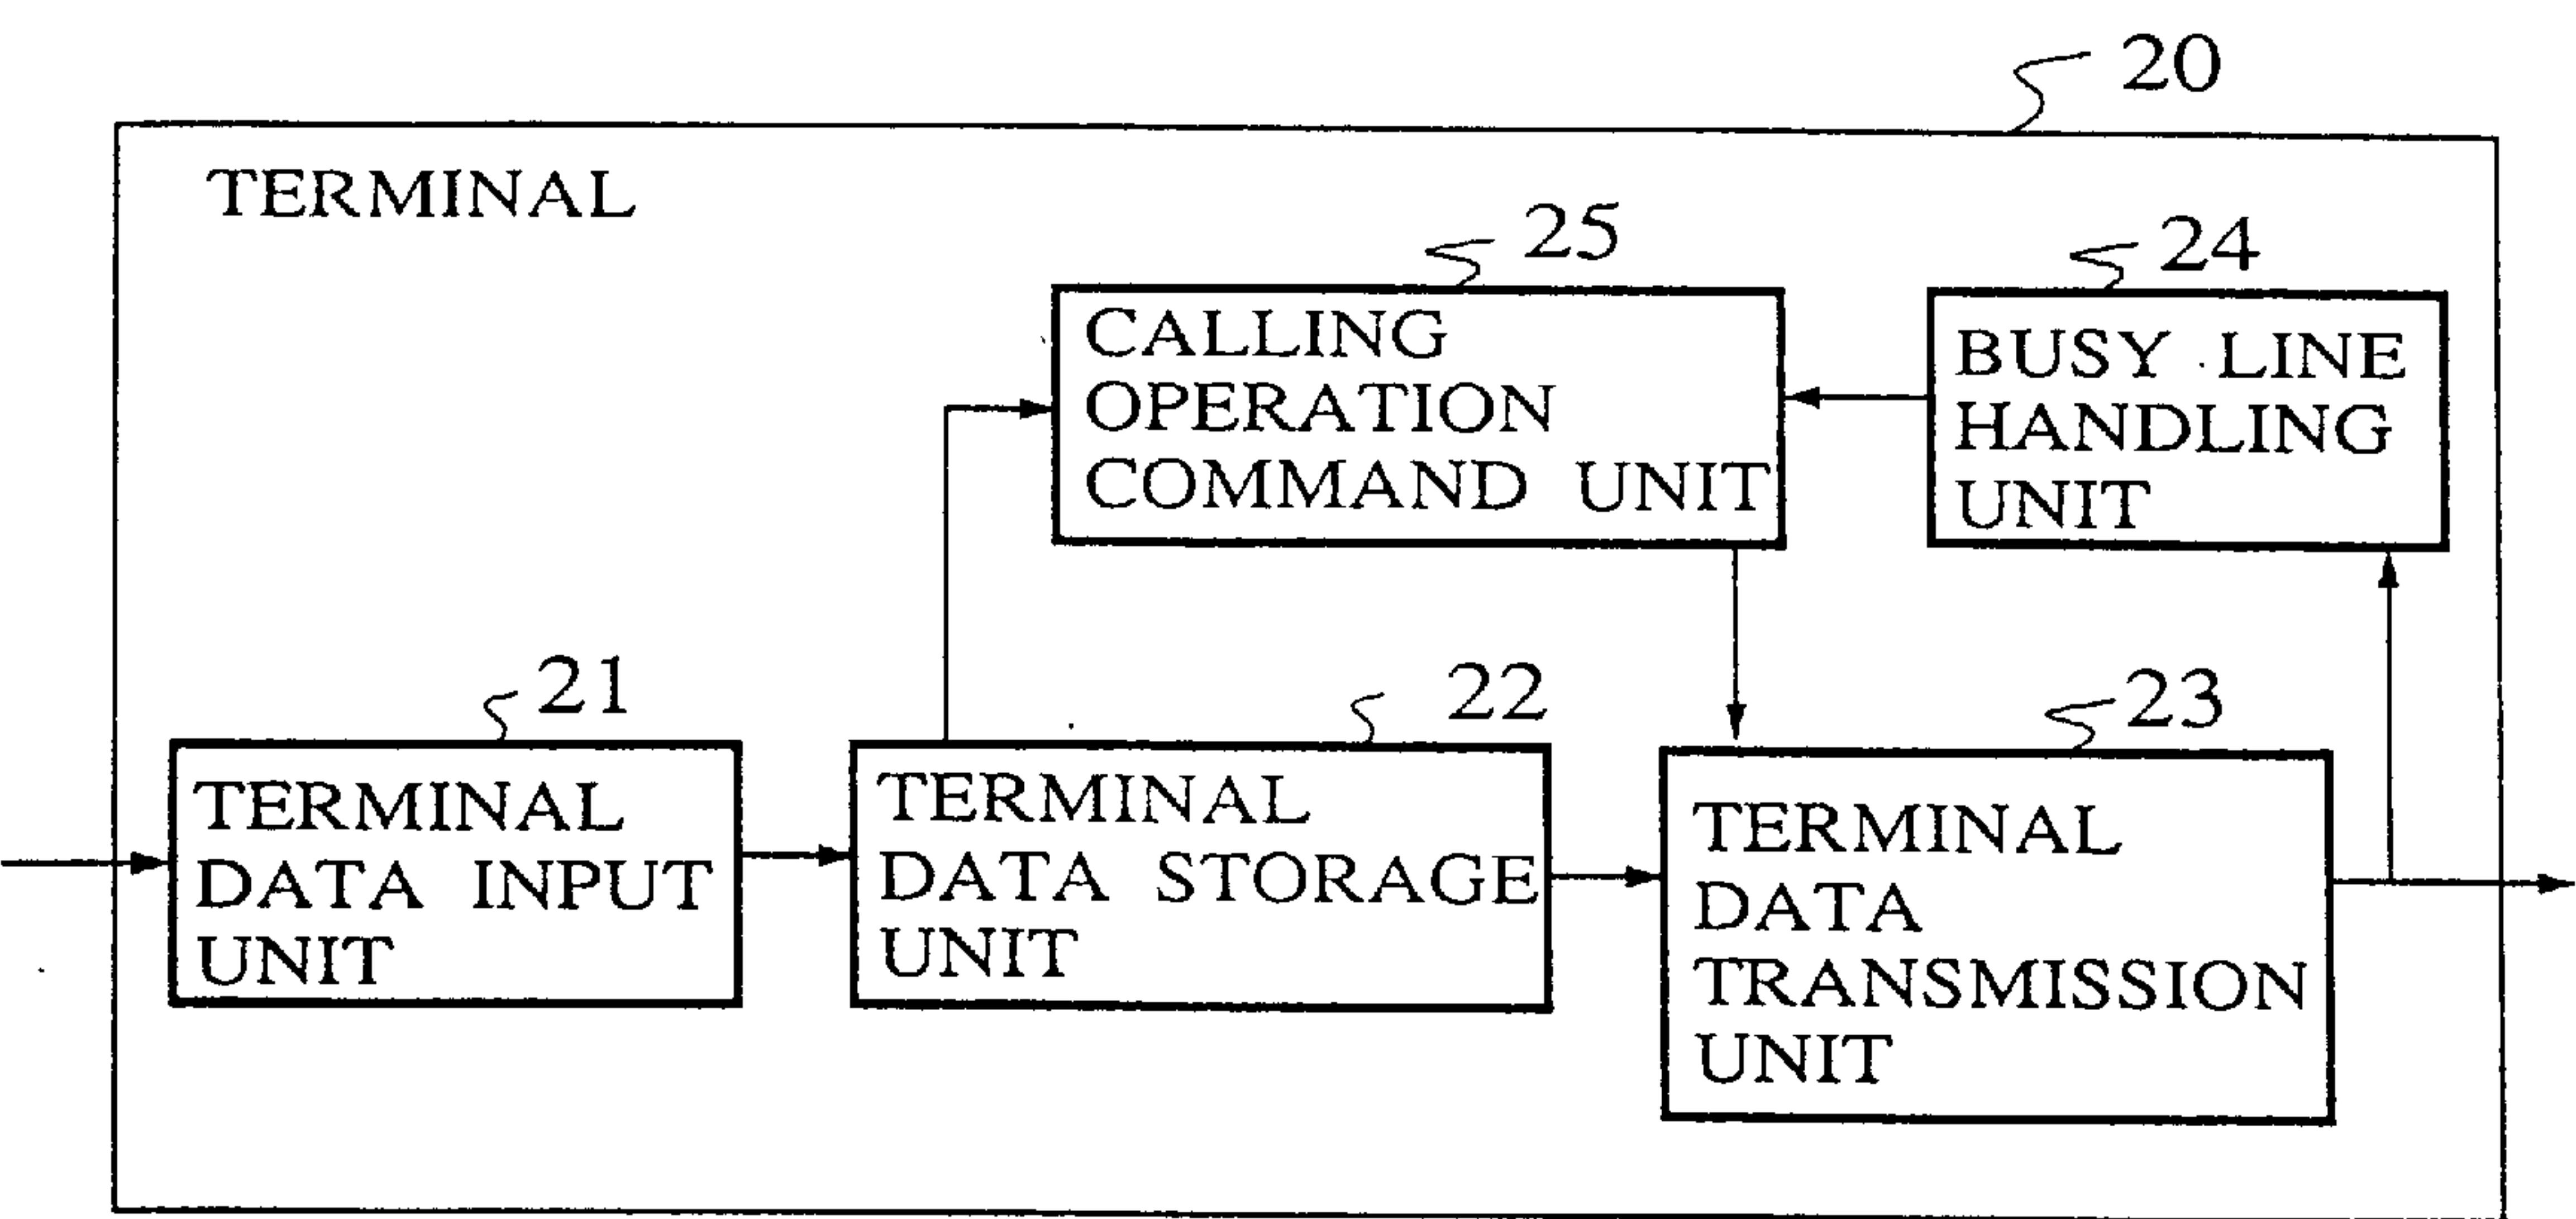 20
TERMINAL
25
24
CALLING
OPERATION
COMMAND UNIT
BUSY LINE
HANDLING
UNIT
21
22
23
TERMINAL
DATA INPUT
UNIT
TERMINAL
DATA STORAGE
UNIT
TERMINAL
DATA
TRANSMISSION
UNIT